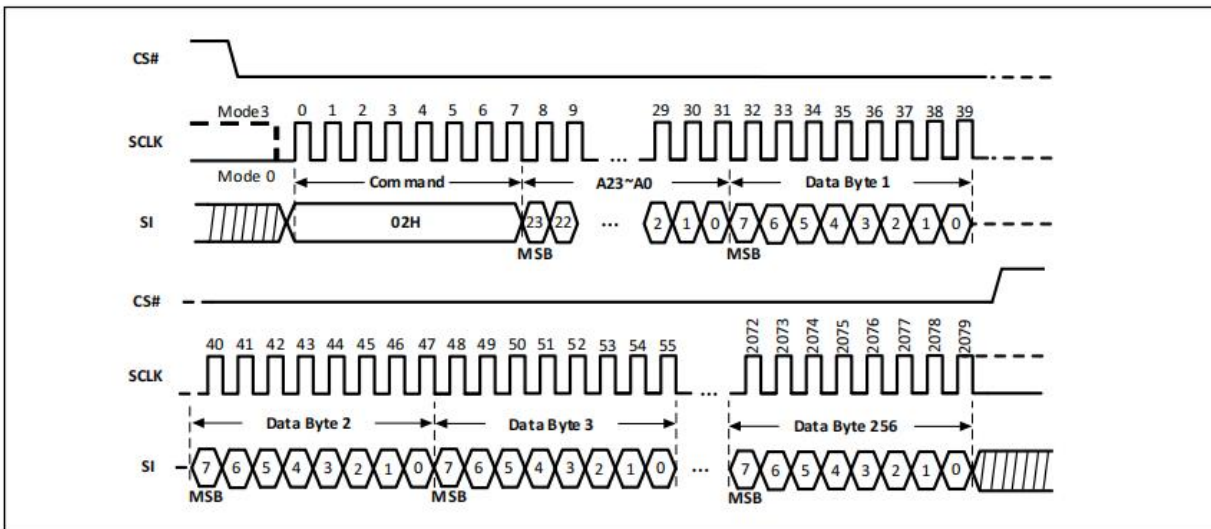 CS#
Mode3 0 1 2 3 4 5 6 7 8 9 29 30 31 32 33 34 35 36 37 38 39
SCLK ...
Mode 0 Command A23~A0 Data Byte 1
SI 02H 23 22 ... 2 1 0 7 6 5 4 3 2 1 0
MSB MSB
CS#
40 41 42 43 44 45 46 47 48 49 50 51 52 53 54 55 2072 2073 2074 2075 2076 2077 2078 2079
SCLK ...
Data Byte 2 Data Byte 3 Data Byte 256
SI 7 6 5 4 3 2 1 0 7 6 5 4 3 2 1 0 ... 7 6 5 4 3 2 1 0
MSB MSB MSB